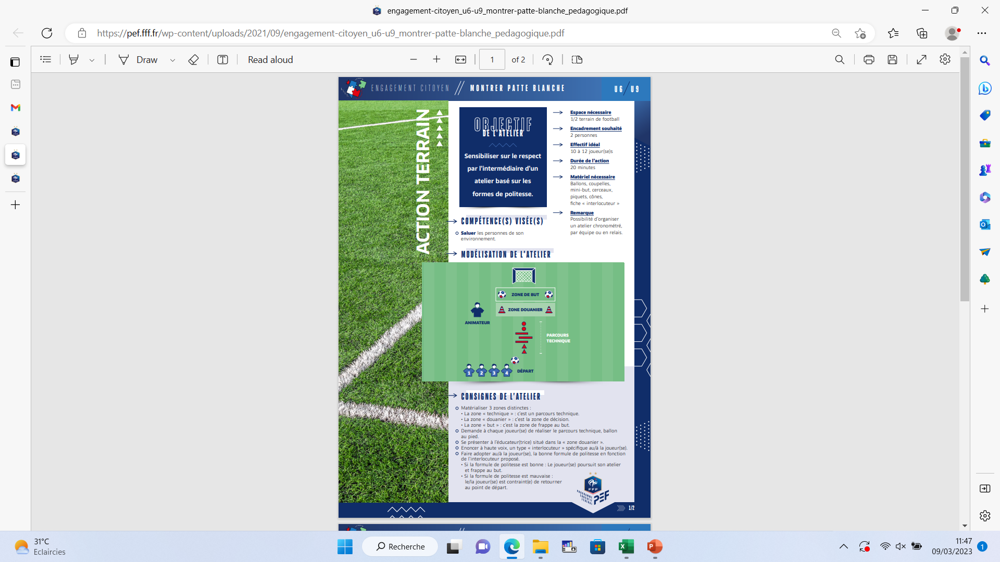 engagement-citoyen_u6-u9_montrer-patte-blanche_pedagogique.pdf
https://pef.fff.fr/wp-content/uploads/2021/09/engagement-citoyen_u6-u9_montrer-patte-blanche_pedagogique.pdf
Draw
Read aloud
1 of 2
ENGAGEMENT CITOYEN // MONTRER PATTE BLANCHE
U6/U9
ACTION TERRAIN
OBJECTIF
DE L'ATELIER
Sensibiliser sur le respect
par l'intermédiaire d'un
atelier basé sur les
formes de politesse.
Espace nécessaire
1/2 terrain de football
Encadrement souhaité
2 personnes
Effectif idéal
10 à 12 joueur(se)s
Durée de l'action
20 minutes
Matériel nécessaire
Ballons, coupelles,
mini-but, cerceaux,
piquets, cônes,
fiche « interlocuteur »
Remarque
Possibilité d'organiser
un atelier chronométré,
par équipe ou en relais.
COMPÉTENCE(S) VISÉE(S)
Saluer les personnes de son
environnement.
MODÉLISATION DE L'ATELIER
ZONE DE BUT
ZONE DOUANIER
ANIMATEUR
PARCOURS
TECHNIQUE
1 2 3 4 DÉPART
CONSIGNES DE L'ATELIER
Matérialiser 3 zones distinctes :
• La zone « technique » : c'est un parcours technique.
• La zone « douanier » : c'est la zone de décision.
• La zone « but » : c'est la zone de frappe au but.
Demande à chaque joueur(se) de réaliser le parcours technique, ballon
au pied.
Se présenter à l'éducateur(trice) situé dans la « zone douanier ».
Enoncer à haute voix, un type « interlocuteur » spécifique au/à la joueur(se).
Faire adopter au/à la joueur(se), la bonne formule de politesse en fonction
de l'interlocuteur proposé.
• Si la formule de politesse est bonne : Le joueur(se) poursuit son atelier
et frappe au but.
• Si la formule de politesse est mauvaise :
le/la joueur(se) est contraint(e) de retourner
au point de départ.
FFF
PEF
1/2
31°C
Eclaircies
Recherche
11:47
09/03/2023
1